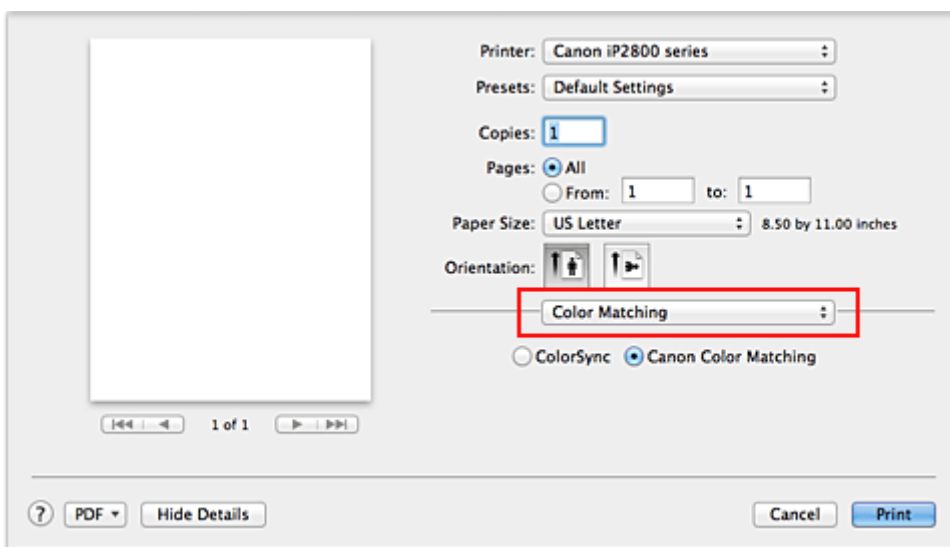 Printer: Canon iP2800 series
Presets: Default Settings
Copies: 1
Pages: All
From: 1 to: 1
Paper Size: US Letter 8.50 by 11.00 inches
Orientation:
Color Matching
ColorSync Canon Color Matching
1 of 1
? PDF Hide Details Cancel Print